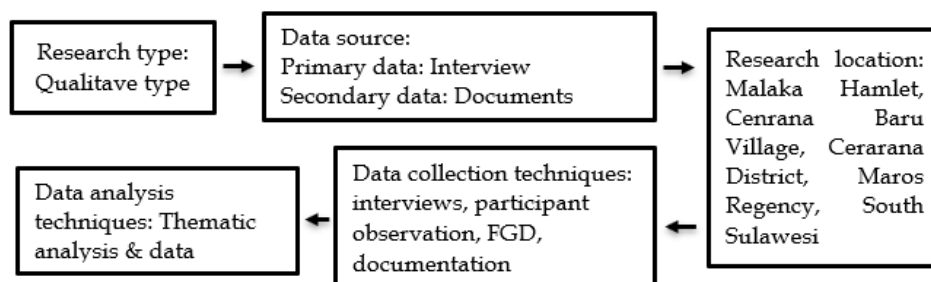 Research type:
Qualitave type
Data source:
Primary data: Interview
Secondary data: Documents
Research location:
Malaka Hamlet,
Cenrana Baru
Village, Cerarana
District, Maros
Regency, South
Sulawesi
Data collection techniques:
interviews, participant
observation, FGD,
documentation
Data analysis
techniques: Thematic
analysis & data